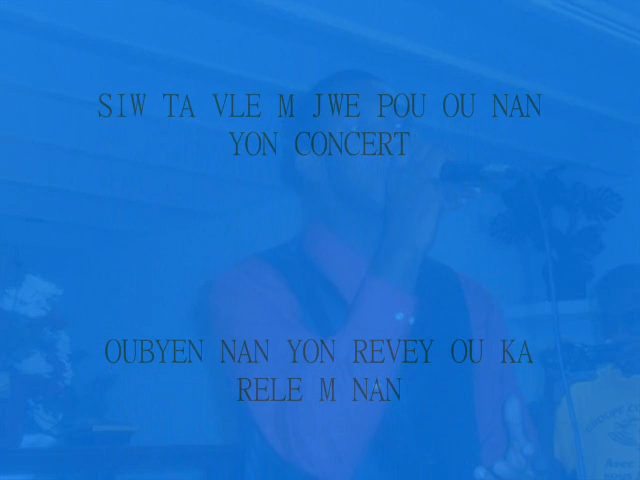 SIW TA VLE M JWE POU OU NAN
YON CONCERT
OUBYEN NAN YON REVEY OU KA
RELE M NAN